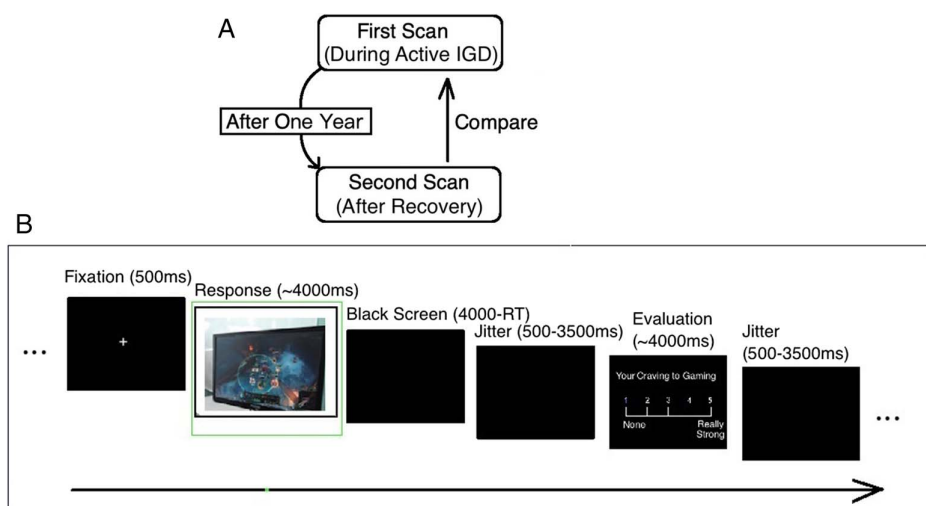 A
First Scan
(During Active IGD)
After One Year
Compare
Second Scan
(After Recovery)
B
Fixation (500ms)
Response (~4000ms)
Black Screen (4000-RT)
Jitter (500-3500ms)
Evaluation
(~4000ms)
Jitter
(500-3500ms)
...
+
Your Craving to Gaming
1 2 3 4 5
None
Really
Strong
...